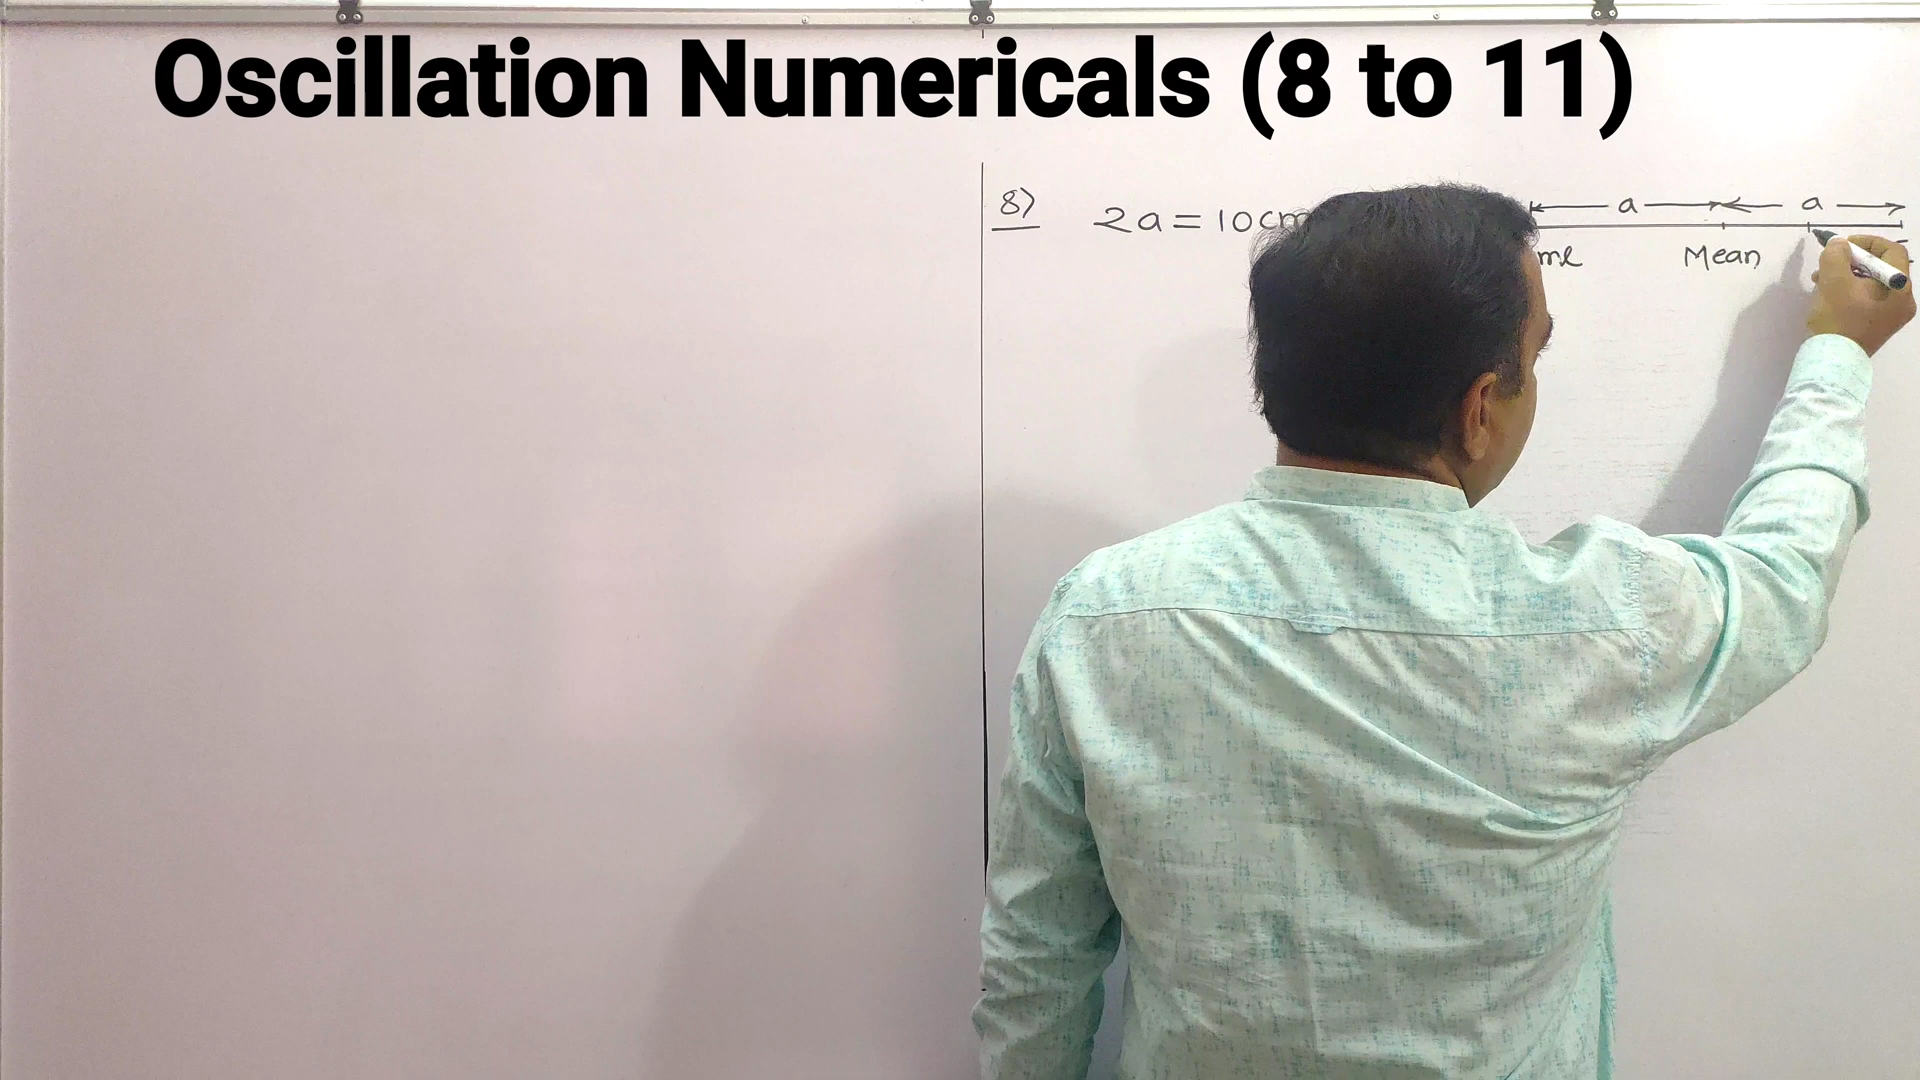 Oscillation Numericals (8 to 11)
8) 2a = 10cm
a a
Mean